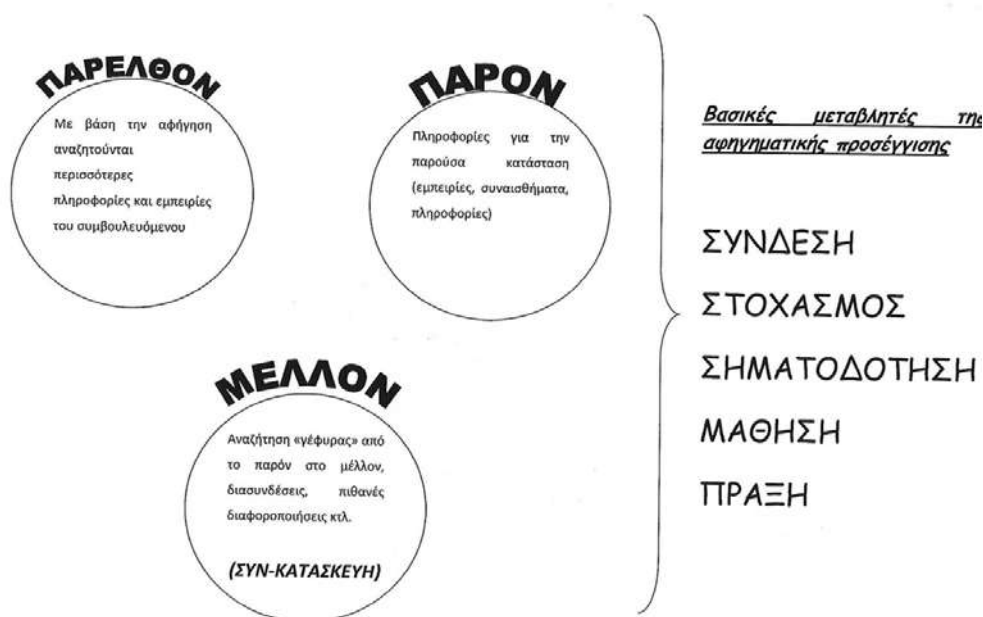 ΠΑΡΕΛΘΟΝ
Με βάση την αφήγηση
αναζητούνται
περισσότερες
πληροφορίες και εμπειρίες
του συμβουλευόμενου
ΠΑΡΟΝ
Πληροφορίες για την
παρούσα κατάσταση
(εμπειρίες, συναισθήματα,
πληροφορίες)
ΜΕΛΛΟΝ
Αναζήτηση «γέφυρας» από
το παρόν στο μέλλον,
διασυνδέσεις, πιθανές
διαφοροποιήσεις κτλ.
(ΣΥΝ-ΚΑΤΑΣΚΕΥΗ)
Βασικές μεταβλητές της
αφηγηματικής προσέγγισης
ΣΥΝΔΕΣΗ
ΣΤΟΧΑΣΜΟΣ
ΣΗΜΑΤΟΔΟΤΗΣΗ
ΜΑΘΗΣΗ
ΠΡΑΞΗ